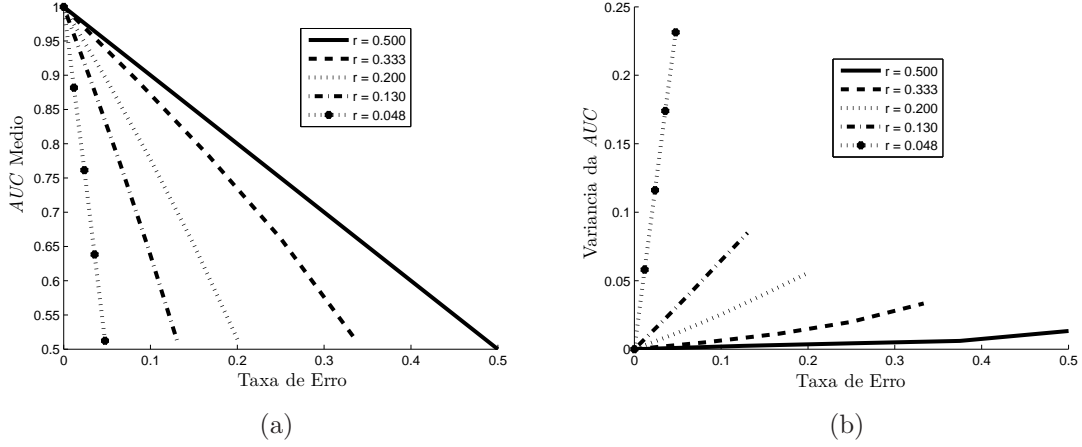 1
0.95
0.9
0.85
0.8
0.75
0.7
0.65
0.6
0.55
0.5
AUC Medio
0
0.1
0.2
0.3
0.4
0.5
Taxa de Erro
r = 0.500
r = 0.333
r = 0.200
r = 0.130
r = 0.048
(a)
0.25
0.2
0.15
0.1
0.05
0
Variancia da AUC
0
0.1
0.2
0.3
0.4
0.5
Taxa de Erro
r = 0.500
r = 0.333
r = 0.200
r = 0.130
r = 0.048
(b)